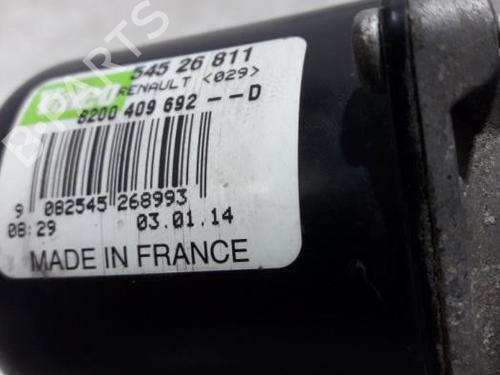 545 26 811
RENAULT <029>
8200 409 692 --D
9 082545 268993
08:29 03.01.14
MADE IN FRANCE
B-PARTS